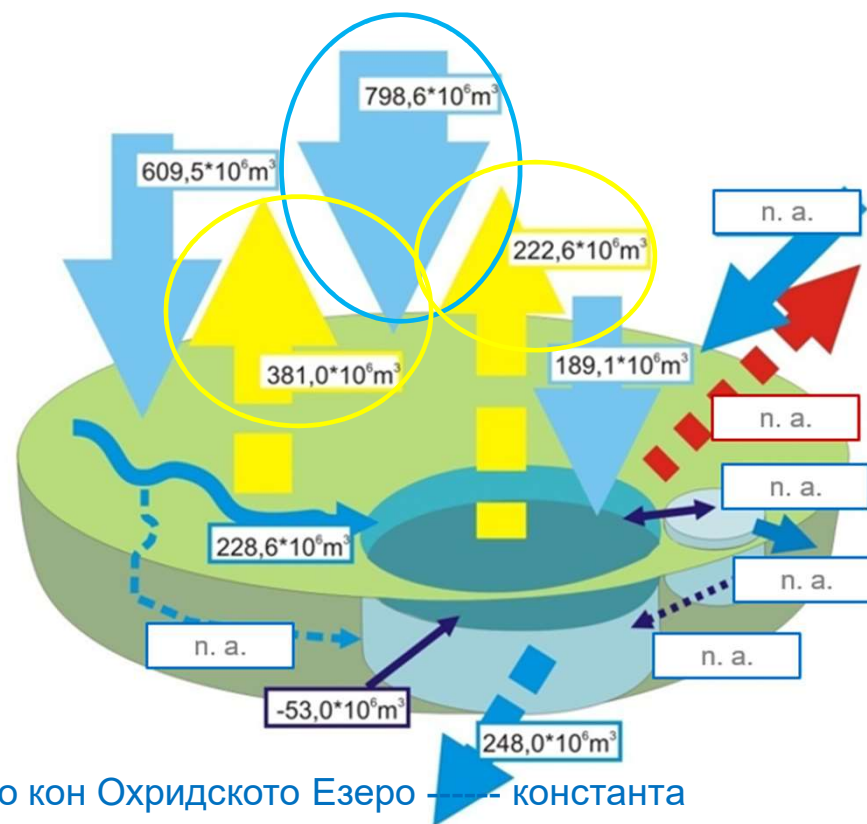 798,6*10⁶m³
609,5*10⁶m³
n. a.
222,6*10⁶m³
381,0*10⁶m³
189,1*10⁶m³
n. a.
n. a.
228,6*10⁶m³
n. a.
n. a.
n. a.
-53,0*10⁶m³
248,0*10⁶m³
о кон Охридското Езеро ------ константа